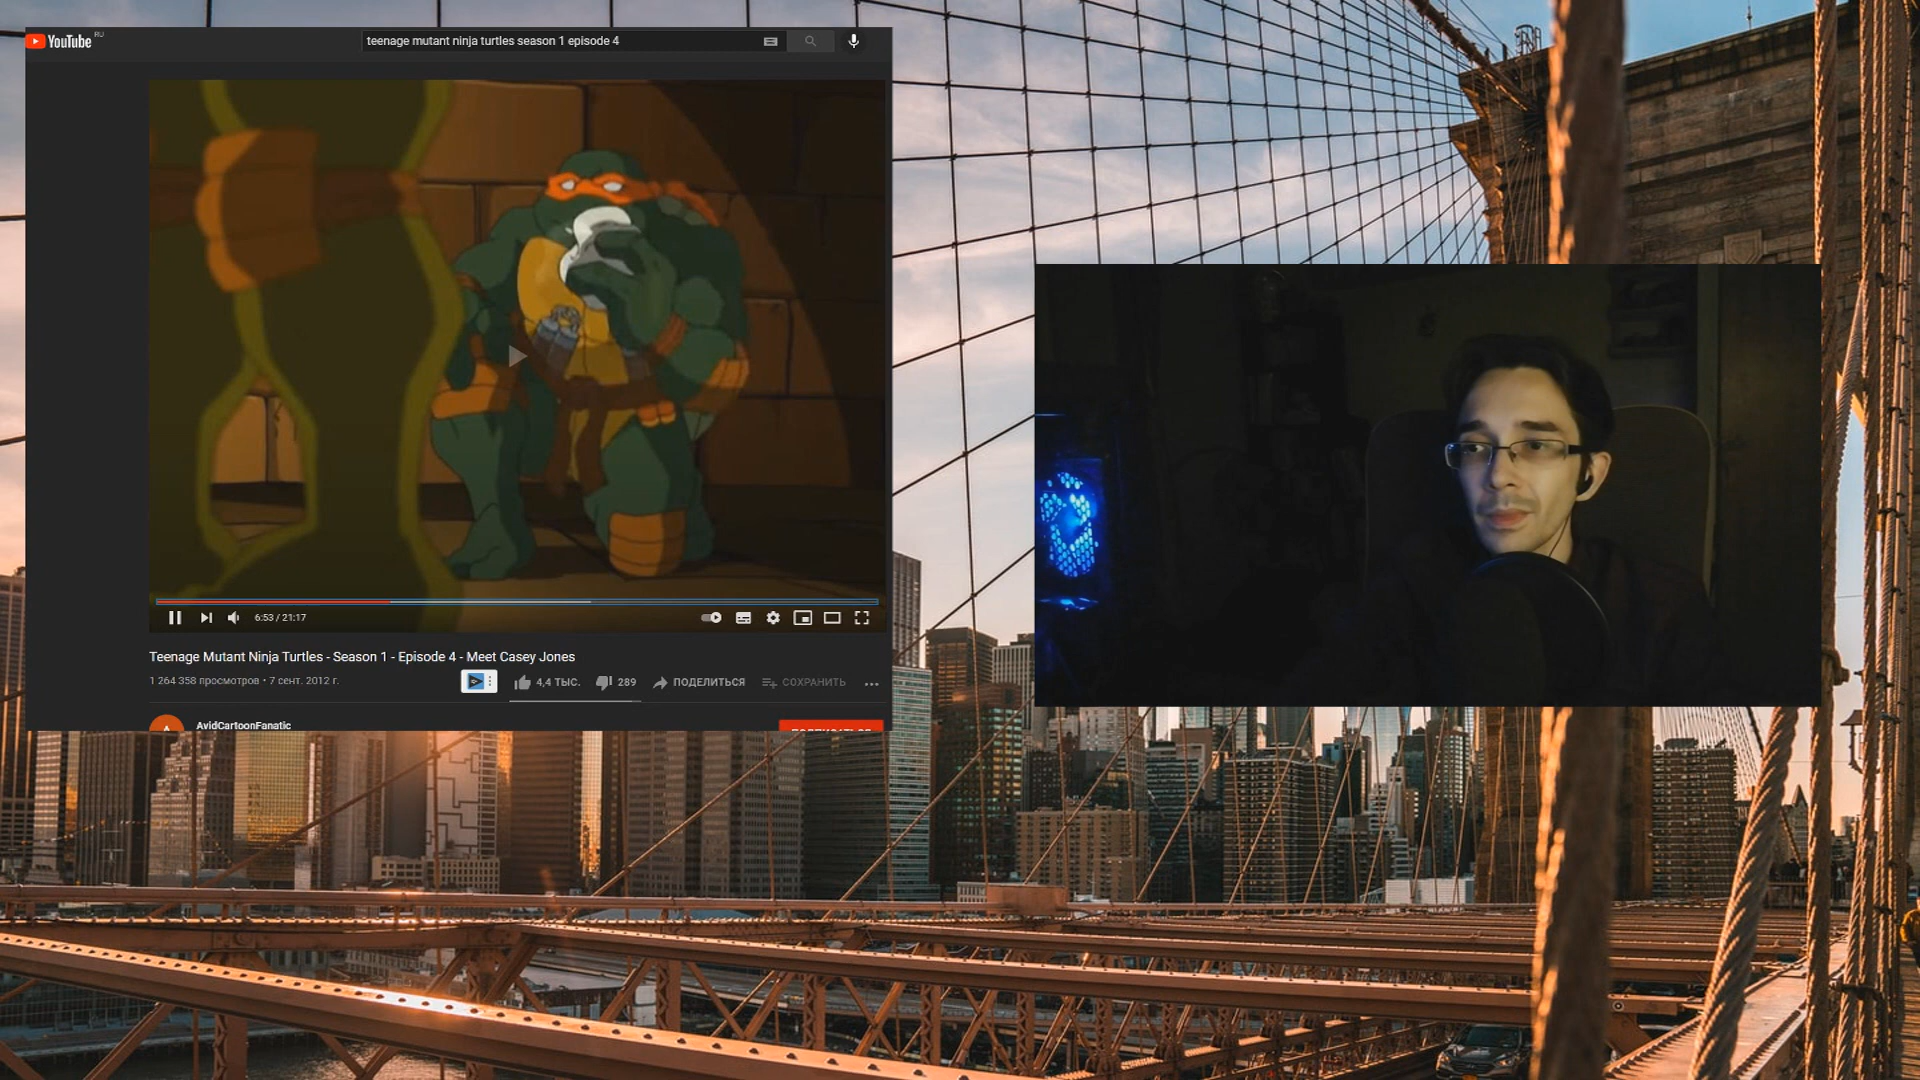 YouTube RU
teenage mutant ninja turtles season 1 episode 4
6:53 / 21:17
Teenage Mutant Ninja Turtles - Season 1 - Episode 4 - Meet Casey Jones
1 264 358 просмотров • 7 сент. 2012 г.
4,4 ТЫС.
289
ПОДЕЛИТЬСЯ
СОХРАНИТЬ
AvidCartoonFanatic